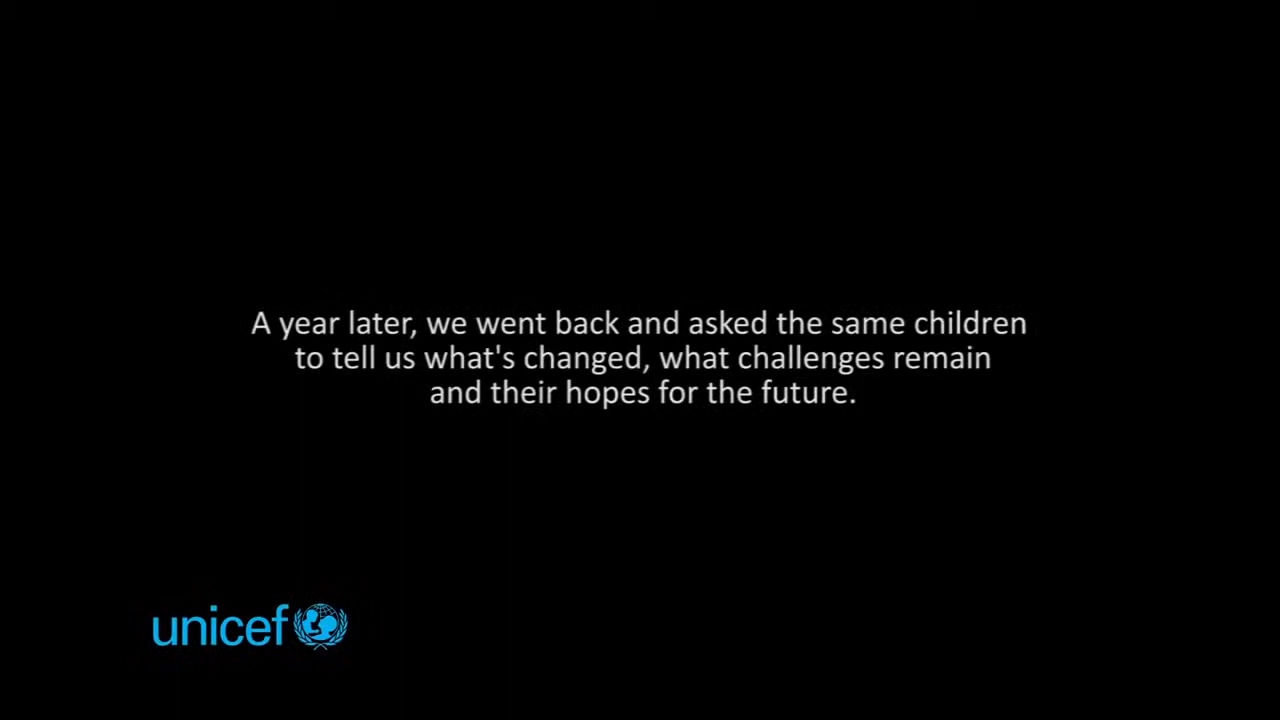 A year later, we went back and asked the same children
to tell us what's changed, what challenges remain
and their hopes for the future.
unicef